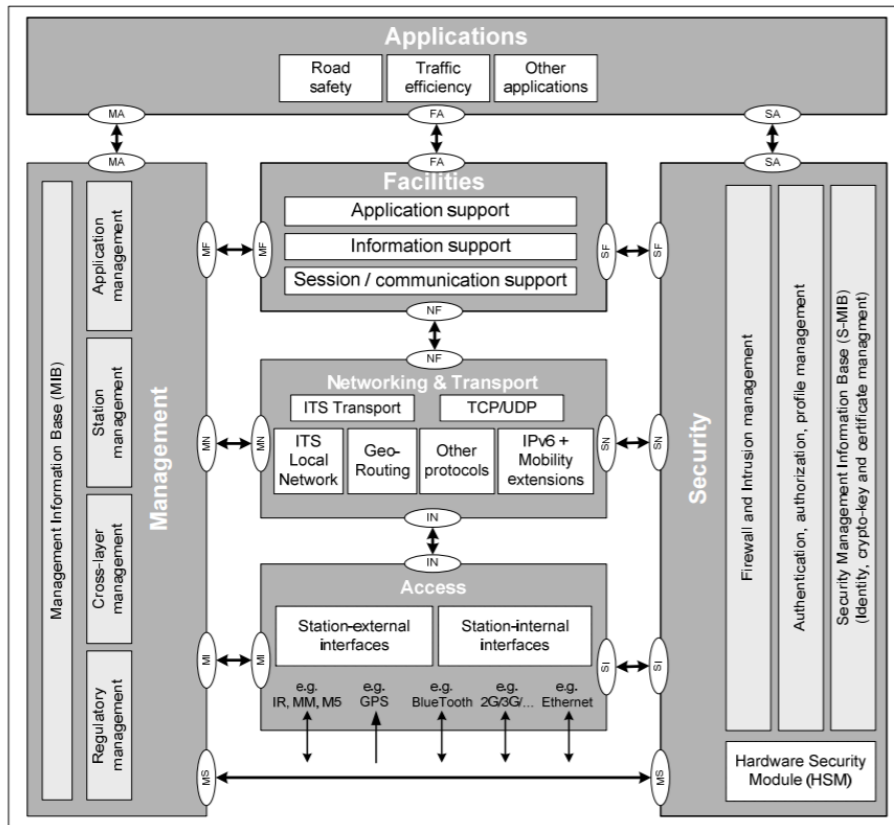 Applications
Road
safety
Traffic
efficiency
Other
applications
MA
FA
SA
MA
FA
SA
Management
Management Information Base (MIB)
Application
management
Station
management
Cross-layer
management
Regulatory
management
MF
MF
MN
MN
MI
MI
MS
Facilities
Application support
Information support
Session / communication support
NF
NF
Networking & Transport
ITS Transport
TCP/UDP
ITS
Local
Network
Geo-
Routing
Other
protocols
IPv6 +
Mobility
extensions
IN
IN
Access
Station-external
interfaces
Station-internal
interfaces
e.g.
IR, MM, M5
e.g.
GPS
e.g.
BlueTooth
e.g.
2G/3G/...
e.g.
Ethernet
SF
SF
SN
SN
SI
SI
MS
Security
Firewall and Intrusion management
Authentication, authorization, profile management
Security Management Information Base (S-MIB)
(Identity, crypto-key and certificate managment)
Hardware Security
Module (HSM)